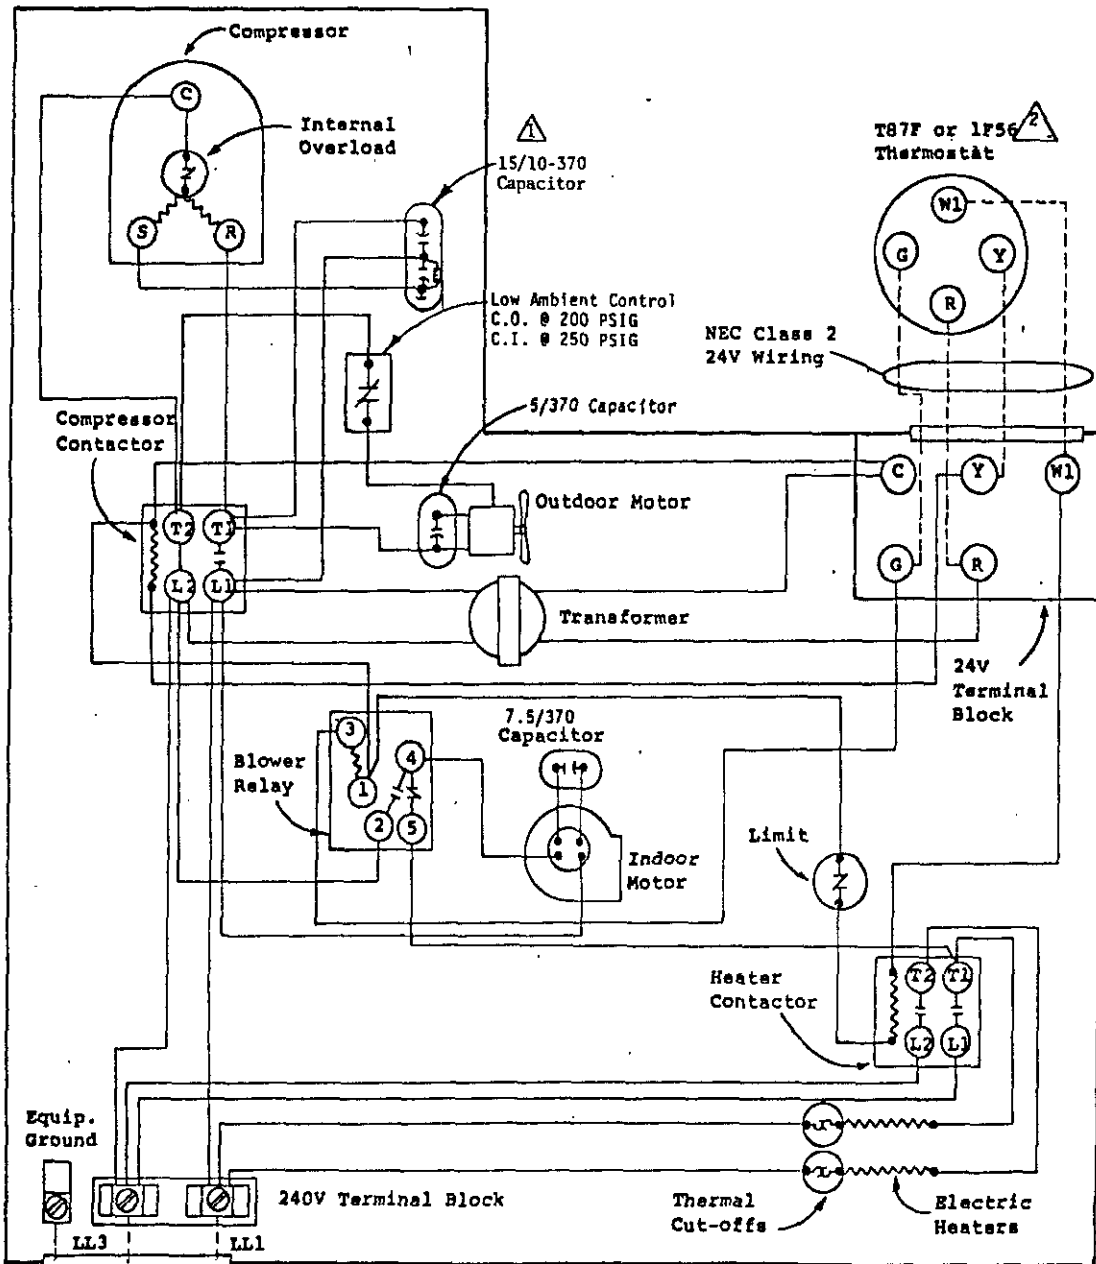 Compressor
C
Internal
Overload
S
R
1
15/10-370
Capacitor
2
T87F or 1F56
Thermostat
W1
G
Y
R
Low Ambient Control
C.O. @ 200 PSIG
C.I. @ 250 PSIG
NEC Class 2
24V Wiring
5/370 Capacitor
Compressor
Contactor
C
Y
W1
Outdoor Motor
T2
T1
L2
L1
G
R
Transformer
24V
Terminal
Block
7.5/370
Capacitor
Blower
Relay
3
4
1
2
5
Indoor
Motor
Limit
Heater
Contactor
T2
T1
L2
L1
Equip.
Ground
240V Terminal Block
Thermal
Cut-offs
Electric
Heaters
LL3
LL1